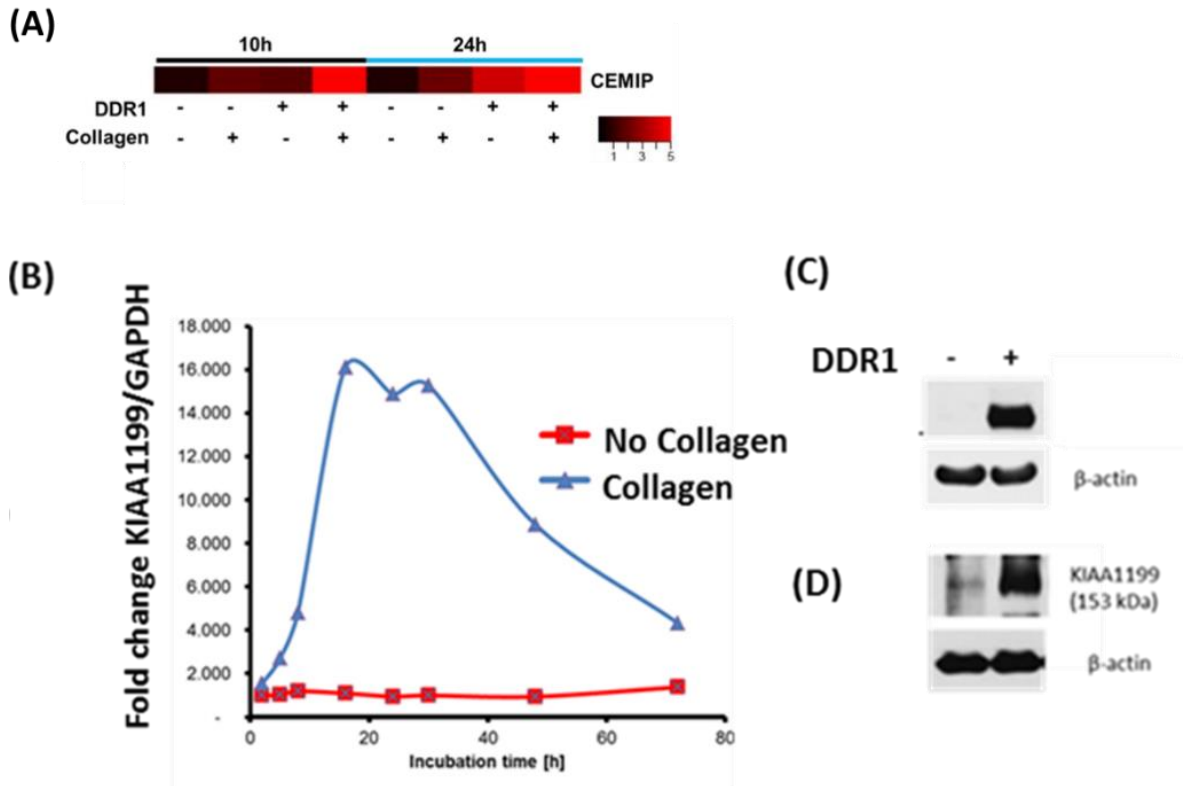 (A)
10h 24h
CEMIP
DDR1 - - + + - - + +
Collagen - + - + - + - +
1 3 5
(B)
Fold change KIAA1199/GAPDH
18.000
16.000
14.000
12.000
10.000
8.000
6.000
4.000
2.000
-
0 20 40 60 80
Incubation time [h]
No Collagen
Collagen
(C)
DDR1 - +
β-actin
(D)
KIAA1199
(153 kDa)
β-actin